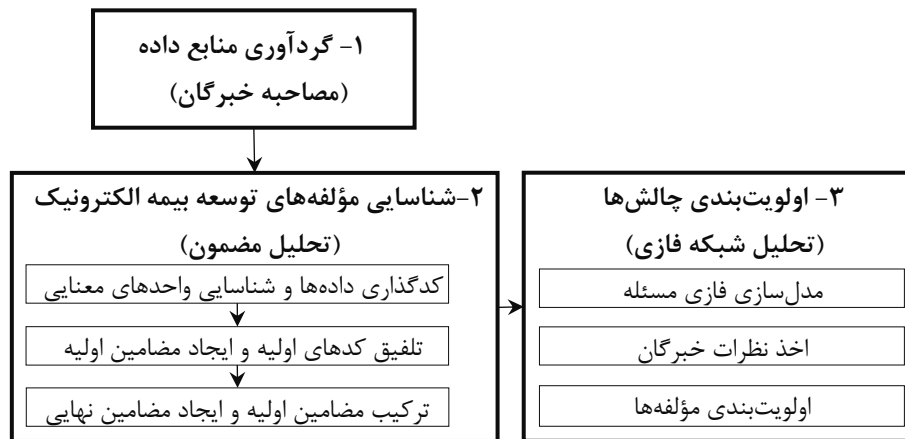 ۱- گردآوری منابع داده
(مصاحبه خبرگان)
۲-شناسایی مؤلفه‌های توسعه بیمه الکترونیک
(تحلیل مضمون)
کدگذاری داده‌ها و شناسایی واحدهای معنایی
تلفیق کدهای اولیه و ایجاد مضامین اولیه
ترکیب مضامین اولیه و ایجاد مضامین نهایی
۳- اولویت‌بندی چالش‌ها
(تحلیل شبکه فازی)
مدل‌سازی فازی مسئله
اخذ نظرات خبرگان
اولویت‌بندی مؤلفه‌ها